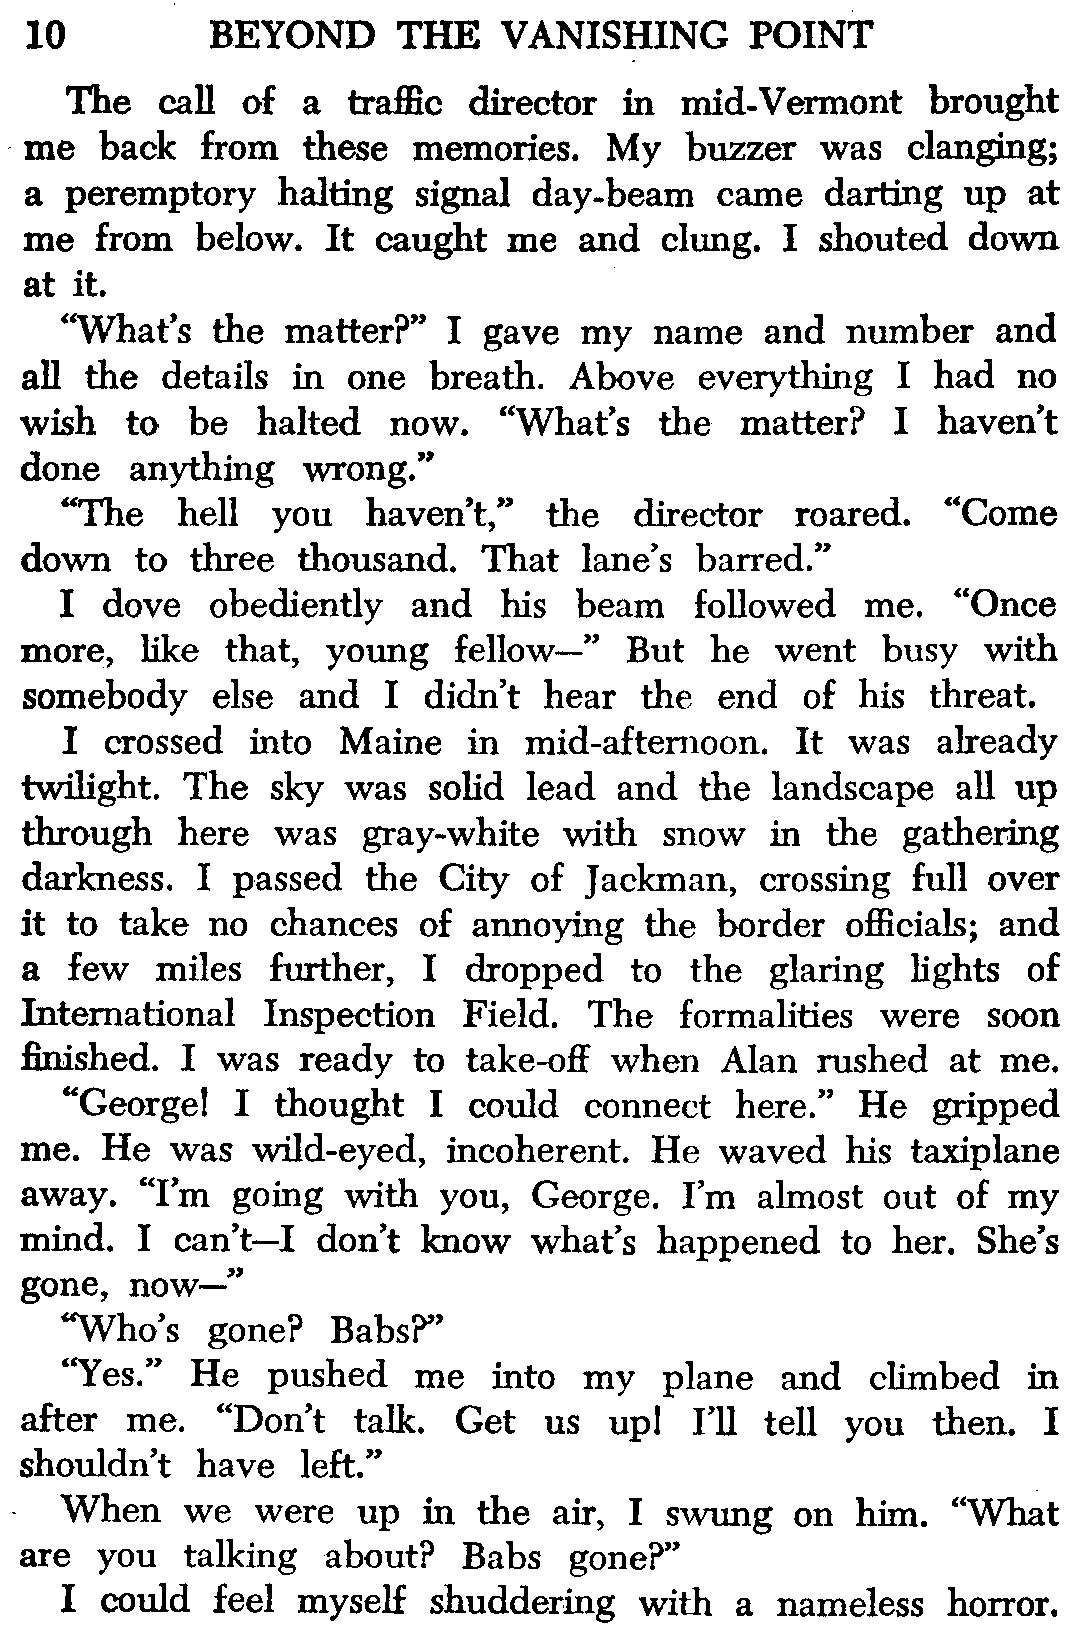 10 BEYOND THE VANISHING POINT
The call of a traffic director in mid-Vermont brought
me back from these memories. My buzzer was clanging;
a peremptory halting signal day-beam came darting up at
me from below. It caught me and clung. I shouted down
at it.
“What's the matter?” I gave my name and number and
all the details in one breath. Above everything I had no
wish to be halted now. “What's the matter? I haven't
done anything wrong.”
“The hell you haven't,” the director roared. “Come
down to three thousand. That lane's barred.”
I dove obediently and his beam followed me. “Once
more, like that, young fellow—” But he went busy with
somebody else and I didn't hear the end of his threat.
I crossed into Maine in mid-afternoon. It was already
twilight. The sky was solid lead and the landscape all up
through here was gray-white with snow in the gathering
darkness. I passed the City of Jackman, crossing full over
it to take no chances of annoying the border officials; and
a few miles further, I dropped to the glaring lights of
International Inspection Field. The formalities were soon
finished. I was ready to take-off when Alan rushed at me.
“George! I thought I could connect here.” He gripped
me. He was wild-eyed, incoherent. He waved his taxiplane
away. “I'm going with you, George. I'm almost out of my
mind. I can't—I don't know what's happened to her. She's
gone, now—”
“Who's gone? Babs?”
“Yes.” He pushed me into my plane and climbed in
after me. “Don't talk. Get us up! I'll tell you then. I
shouldn't have left.”
When we were up in the air, I swung on him. “What
are you talking about? Babs gone?”
I could feel myself shuddering with a nameless horror.